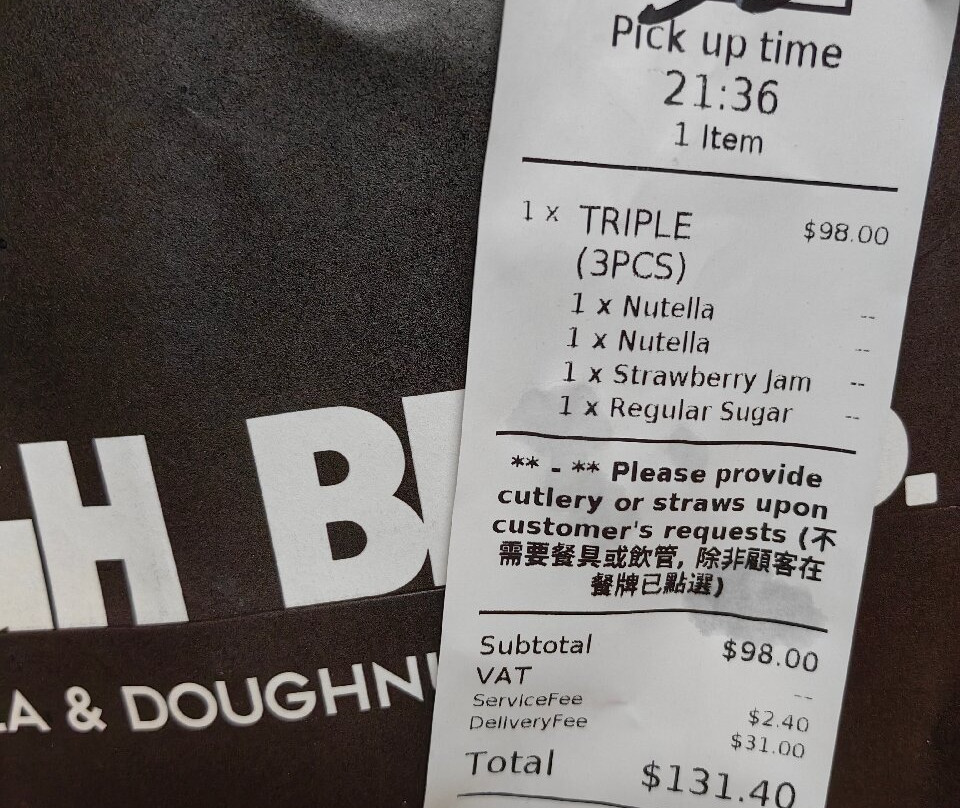 Pick up time
21:36
1 Item
1 x TRIPLE $98.00
(3PCS)
1 x Nutella --
1 x Nutella --
1 x Strawberry Jam --
1 x Regular Sugar --
** - ** Please provide
cutlery or straws upon
customer's requests (不
需要餐具或飲管, 除非顧客在
餐牌已點選)
Subtotal $98.00
VAT --
ServiceFee $2.40
DeliveryFee $31.00
Total $131.40
H B
& DOUGHN